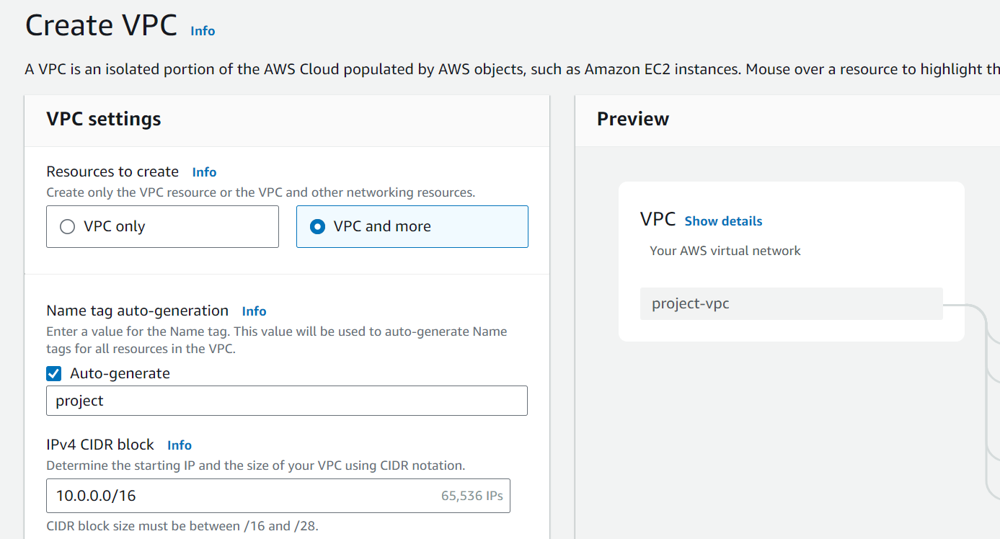 Create VPC Info
A VPC is an isolated portion of the AWS Cloud populated by AWS objects, such as Amazon EC2 instances. Mouse over a resource to highlight
VPC settings
Resources to create Info
Create only the VPC resource or the VPC and other networking resources.
VPC only
VPC and more
Name tag auto-generation Info
Enter a value for the Name tag. This value will be used to auto-generate Name
tags for all resources in the VPC.
Auto-generate
project
IPv4 CIDR block Info
Determine the starting IP and the size of your VPC using CIDR notation.
10.0.0.0/16 65,536 IPs
CIDR block size must be between /16 and /28.
Preview
VPC Show details
Your AWS virtual network
project-vpc